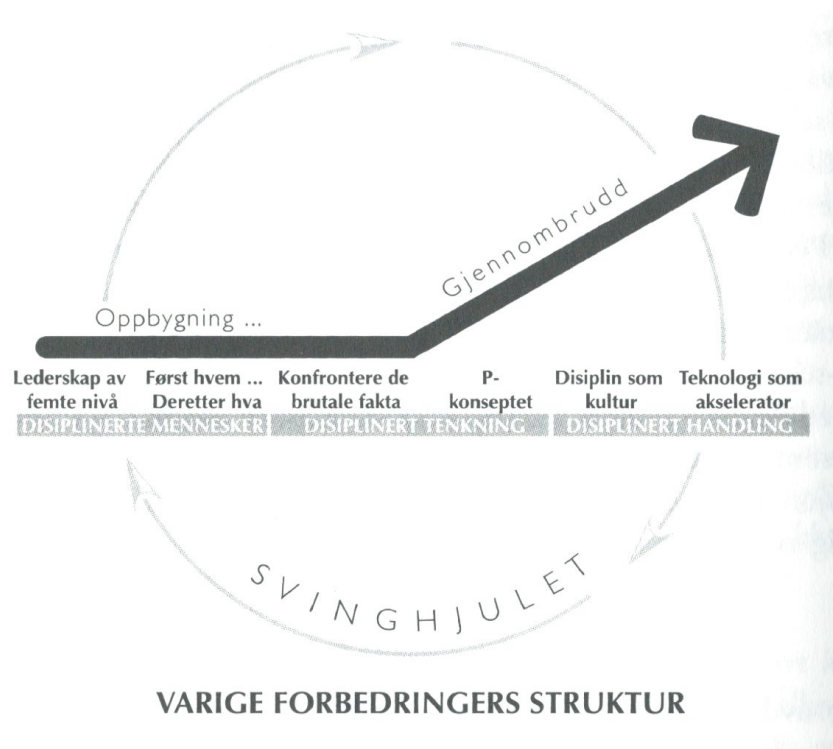 Gjennombrudd
Oppbygning ...
Lederskap av femte nivå
Først hvem ... Deretter hva
Konfrontere de brutale fakta
P-konseptet
Disiplin som kultur
Teknologi som akselerator
DISIPLINERTE MENNESKER
DISIPLINERT TENKNING
DISIPLINERT HANDLING
SVINGHJULET
VARIGE FORBEDRINGERS STRUKTUR